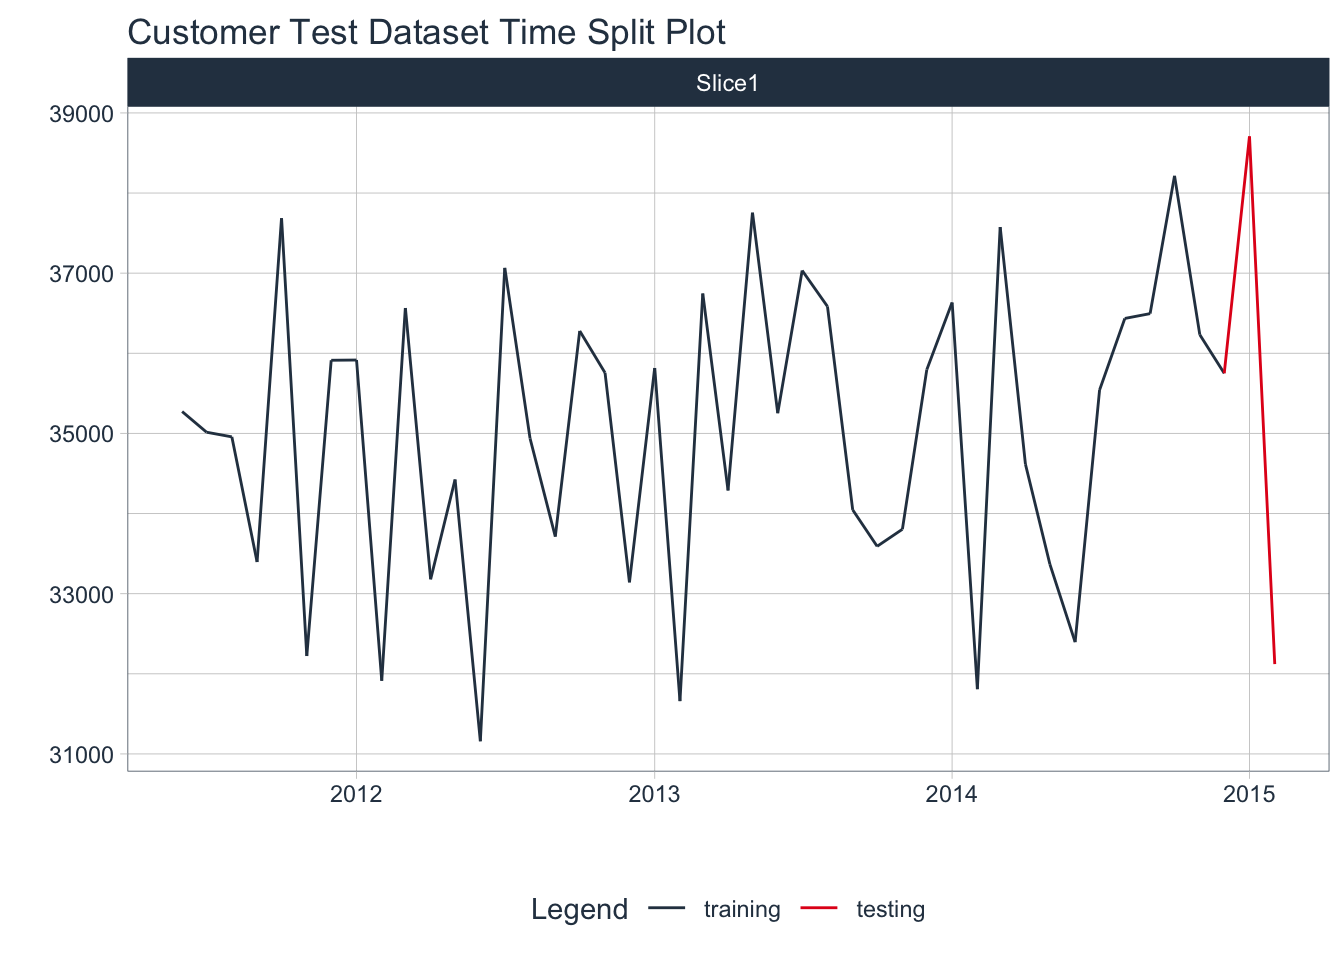 Customer Test Dataset Time Split Plot
Slice1
39000
37000
35000
33000
31000
2012 2013 2014 2015
Legend training testing